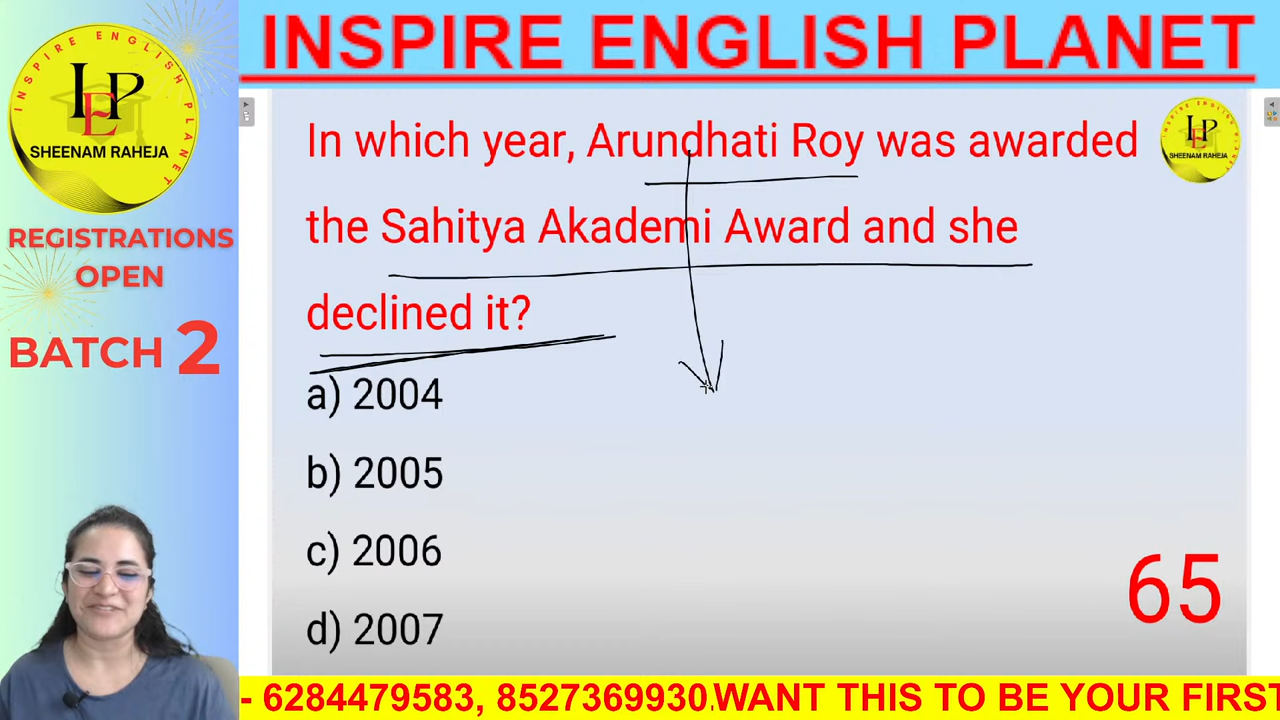 INSPIRE ENGLISH PLANET
INSPIRE ENGLISH PLANET
IEP
SHEENAM RAHEJA
REGISTRATIONS
OPEN
BATCH 2
In which year, Arundhati Roy was awarded
the Sahitya Akademi Award and she
declined it?
a) 2004
b) 2005
c) 2006
d) 2007
IEP
SHEENAM RAHEJA
65
- 6284479583, 8527369930.WANT THIS TO BE YOUR FIRST